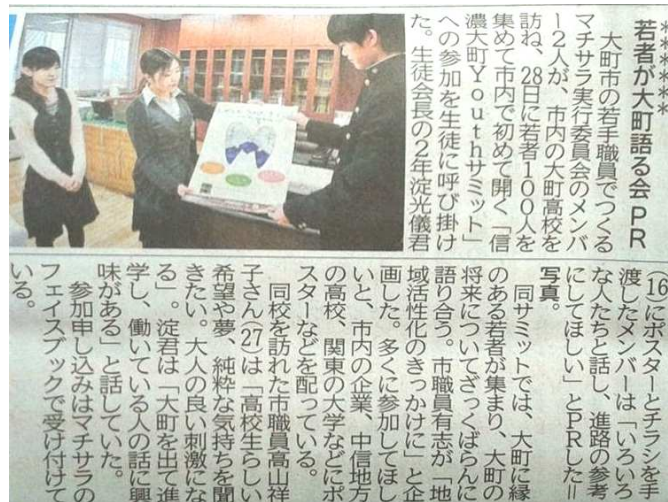 ****
若者が大町語る会PR
大町市の若手職員でつくる
マチサラ実行委員会のメンバ
ー2人が、市内の大町高校を
訪ね、28日に若者100人を
集めて市内で初めて開く「信
濃大町Youthサミット」
への参加を生徒に呼び掛け
た。生徒会長の2年淀光儀君
(16)にポスターとチラシを手
渡したメンバーは「いろいろ
な人たちと話し、進路の参考
にしてほしい」とPRした―
写真。
同サミットでは、大町に縁
のある若者が集まり、大町の
将来についてざっくばらんに
語り合う。市職員有志が「地
域活性化のきっかけに」と企
画した。多くに参加してほし
いと、市内の企業、中信地方
の高校、関東の大学などにポ
スターなどを配っている。
同校を訪れた市職員高山祥
子さん(27)は「高校生らしい
希望や夢、純粋な気持ちを聞
きたい。大人の良い刺激にな
る」。淀君は「大町を出て進
学し、働いている人の話に興
味がある」と話していた。
参加申し込みはマチサラの
フェイスブックで受け付けて
いる。